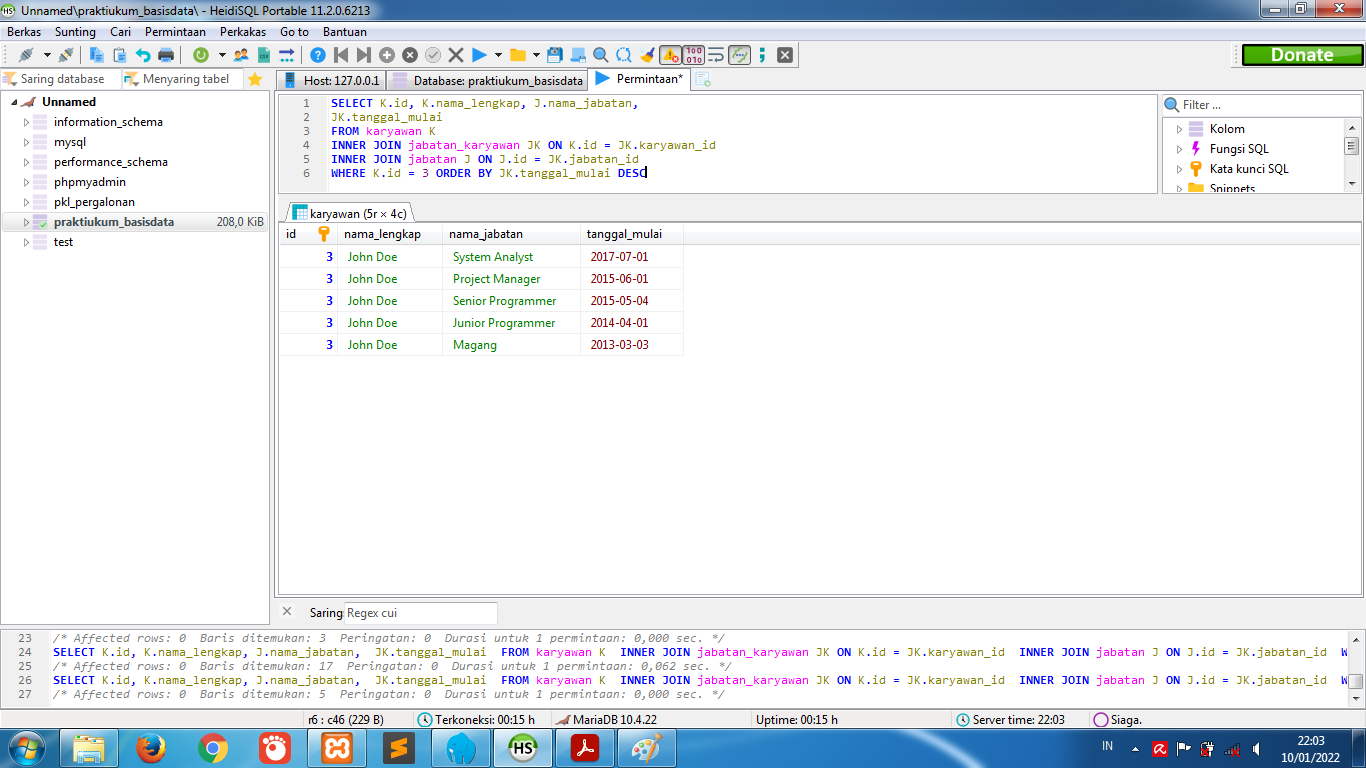 Unnamed\praktiukum_basisdata\ - HeidiSQL Portable 11.2.0.6213
Berkas Sunting Cari Permintaan Perkakas Go to Bantuan
Donate
Saring database Menyaring tabel
Host: 127.0.0.1 Database: praktiukum_basisdata Permintaan*
Unnamed
information_schema
mysql
performance_schema
phpmyadmin
pkl_pergalonan
praktiukum_basisdata 208,0 KiB
test
1 SELECT K.id, K.nama_lengkap, J.nama_jabatan,
2 JK.tanggal_mulai
3 FROM karyawan K
4 INNER JOIN jabatan_karyawan JK ON K.id = JK.karyawan_id
5 INNER JOIN jabatan J ON J.id = JK.jabatan_id
6 WHERE K.id = 3 ORDER BY JK.tanggal_mulai DESC
Filter ...
Kolom
Fungsi SQL
Kata kunci SQL
Snippets
karyawan (5r × 4c)
id nama_lengkap nama_jabatan tanggal_mulai
3 John Doe System Analyst 2017-07-01
3 John Doe Project Manager 2015-06-01
3 John Doe Senior Programmer 2015-05-04
3 John Doe Junior Programmer 2014-04-01
3 John Doe Magang 2013-03-03
Saring: Regex cui
23 /* Affected rows: 0 Baris ditemukan: 3 Peringatan: 0 Durasi untuk 1 permintaan: 0,000 sec. */
24 SELECT K.id, K.nama_lengkap, J.nama_jabatan, JK.tanggal_mulai FROM karyawan K INNER JOIN jabatan_karyawan JK ON K.id = JK.karyawan_id INNER JOIN jabatan J ON J.id = JK.jabatan_id W
25 /* Affected rows: 0 Baris ditemukan: 17 Peringatan: 0 Durasi untuk 1 permintaan: 0,062 sec. */
26 SELECT K.id, K.nama_lengkap, J.nama_jabatan, JK.tanggal_mulai FROM karyawan K INNER JOIN jabatan_karyawan JK ON K.id = JK.karyawan_id INNER JOIN jabatan J ON J.id = JK.jabatan_id W
27 /* Affected rows: 0 Baris ditemukan: 5 Peringatan: 0 Durasi untuk 1 permintaan: 0,000 sec. */
r6 : c46 (229 B) Terkoneksi: 00:15 h MariaDB 10.4.22 Uptime: 00:15 h Server time: 22:03 Siaga.
HS
IN
22:03
10/01/2022